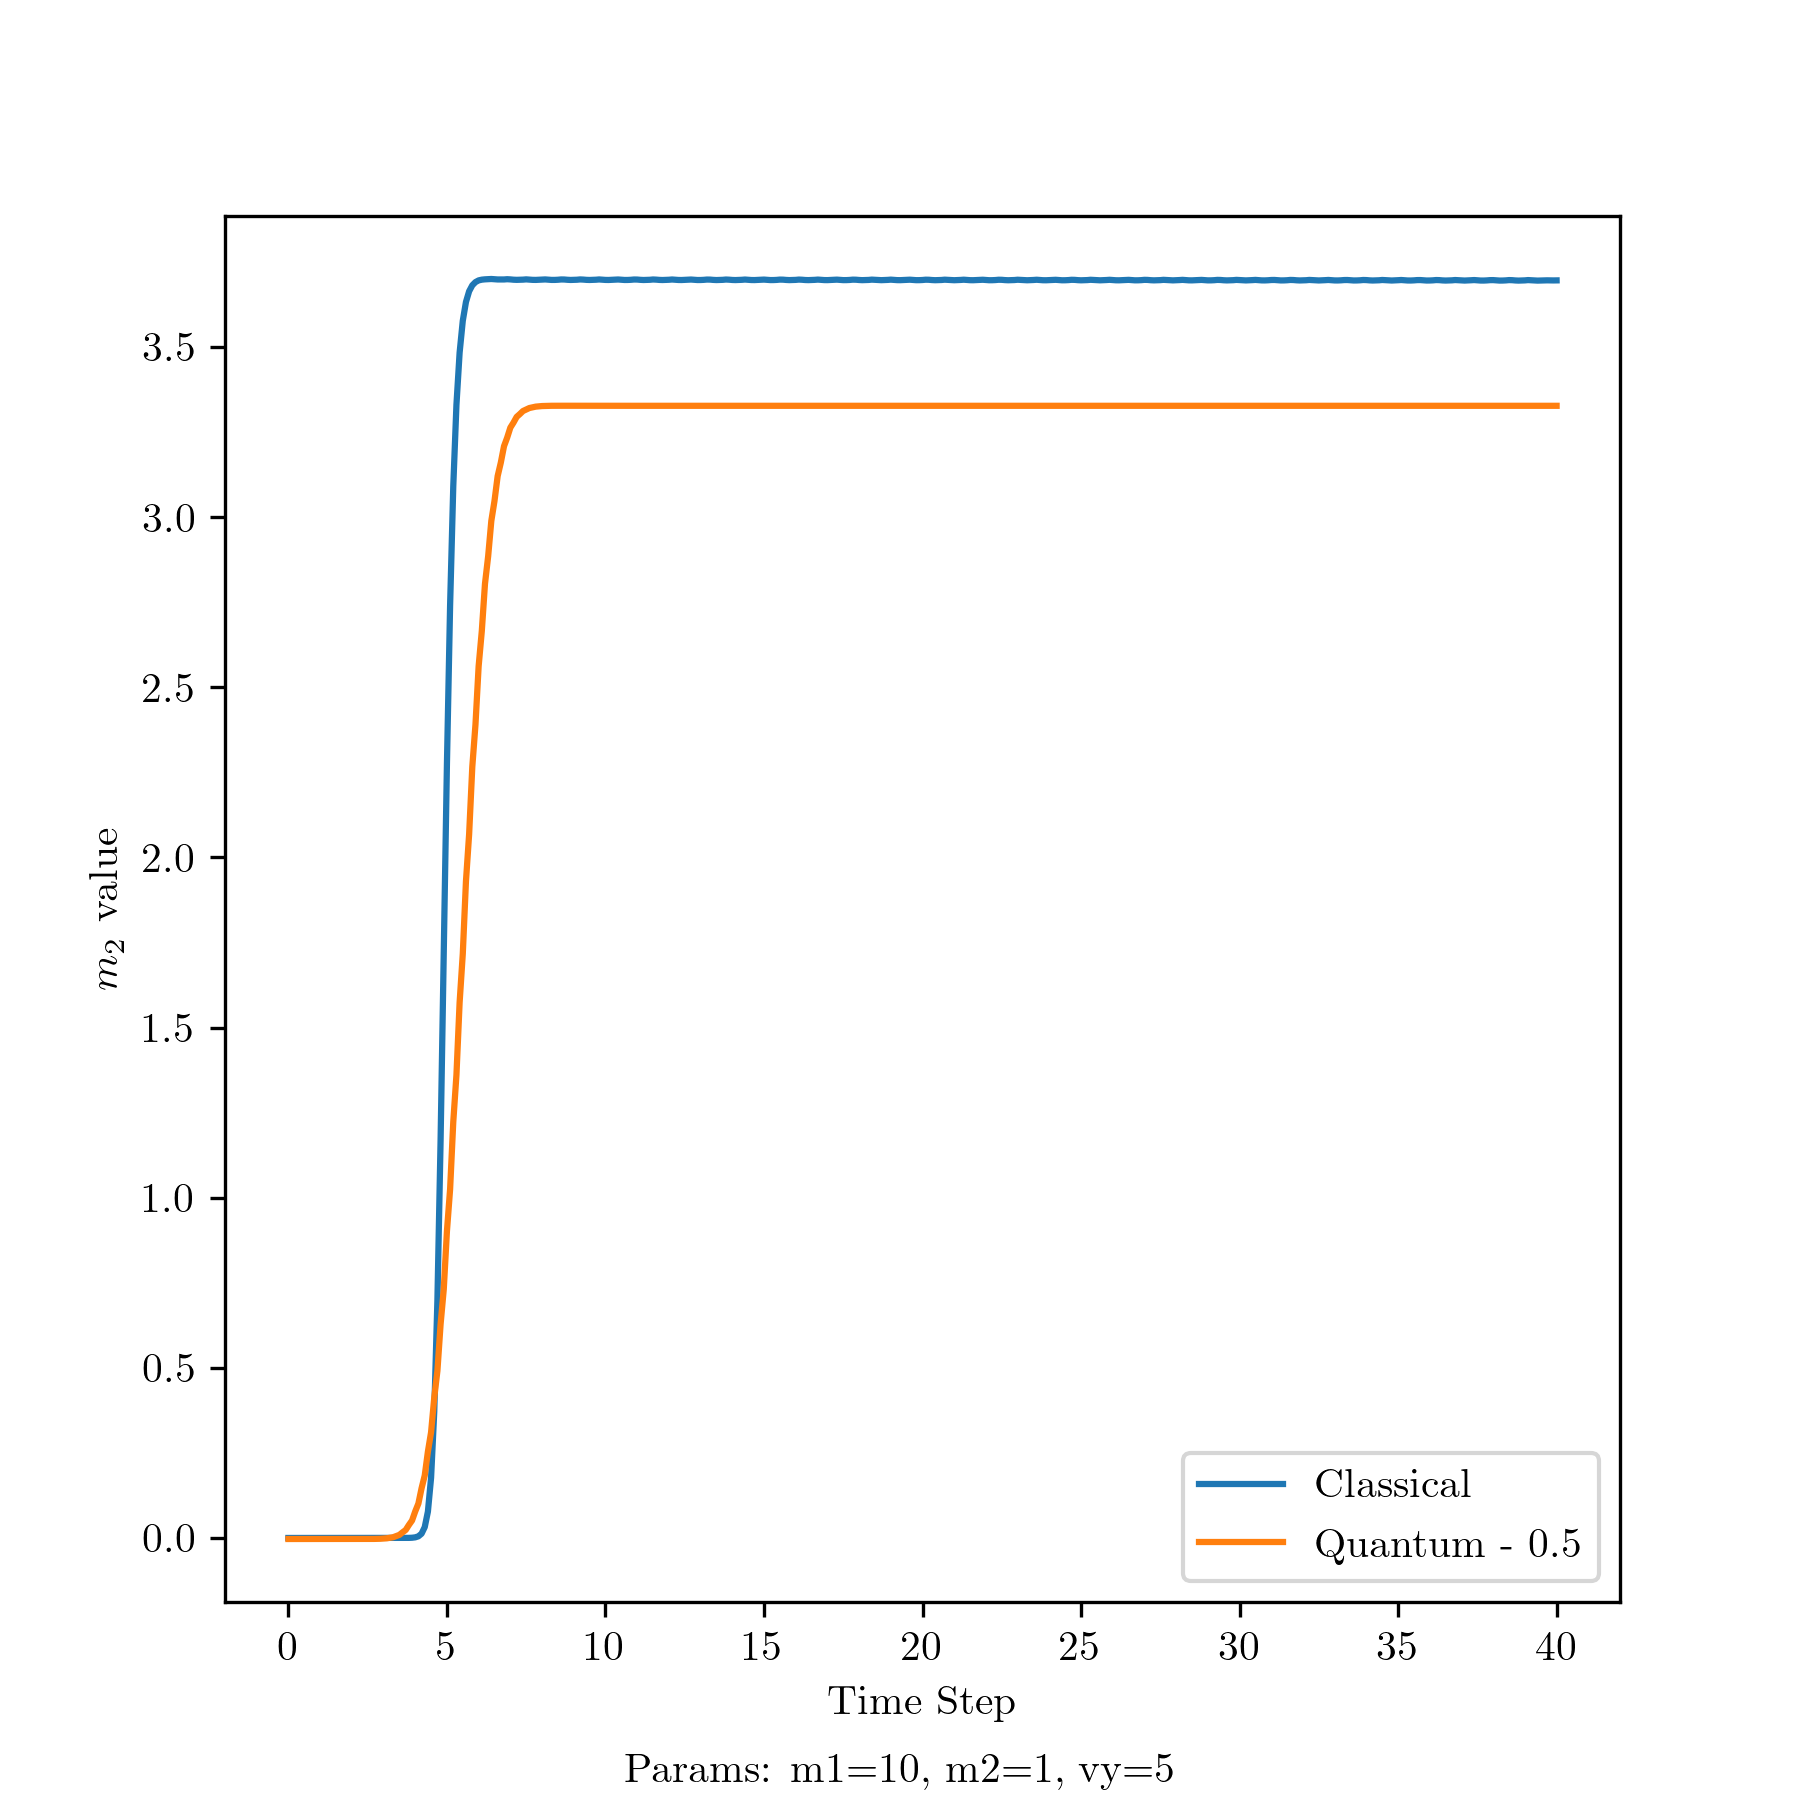 3.5
3.0
2.5
2.0
1.5
1.0
0.5
0.0
m₂ value
Classical
Quantum - 0.5
0 5 10 15 20 25 30 35 40
Time Step
Params: m1=10, m2=1, vy=5